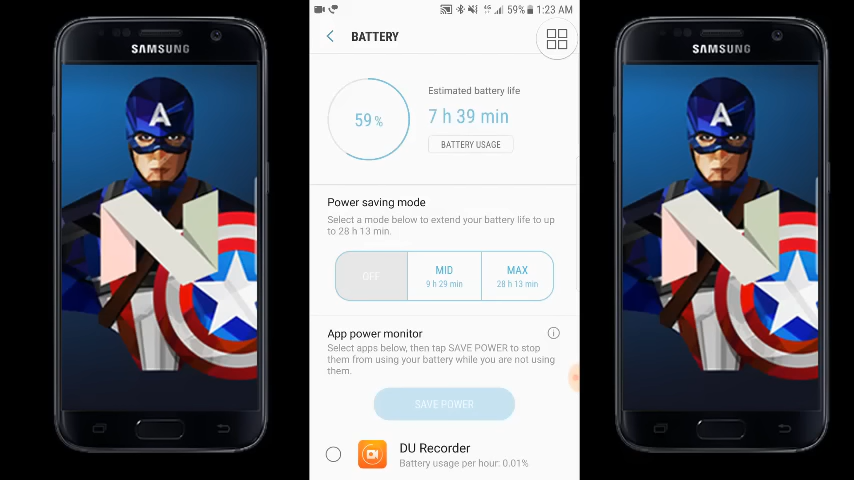 SAMSUNG
4G 59% 1:23 AM
BATTERY
59%
Estimated battery life
7 h 39 min
BATTERY USAGE
Power saving mode
Select a mode below to extend your battery life to up
to 28 h 13 min.
OFF
MID
9 h 29 min
MAX
28 h 13 min
App power monitor
Select apps below, then tap SAVE POWER to stop
them from using your battery while you are not using
them.
SAVE POWER
DU Recorder
Battery usage per hour: 0.01%
SAMSUNG